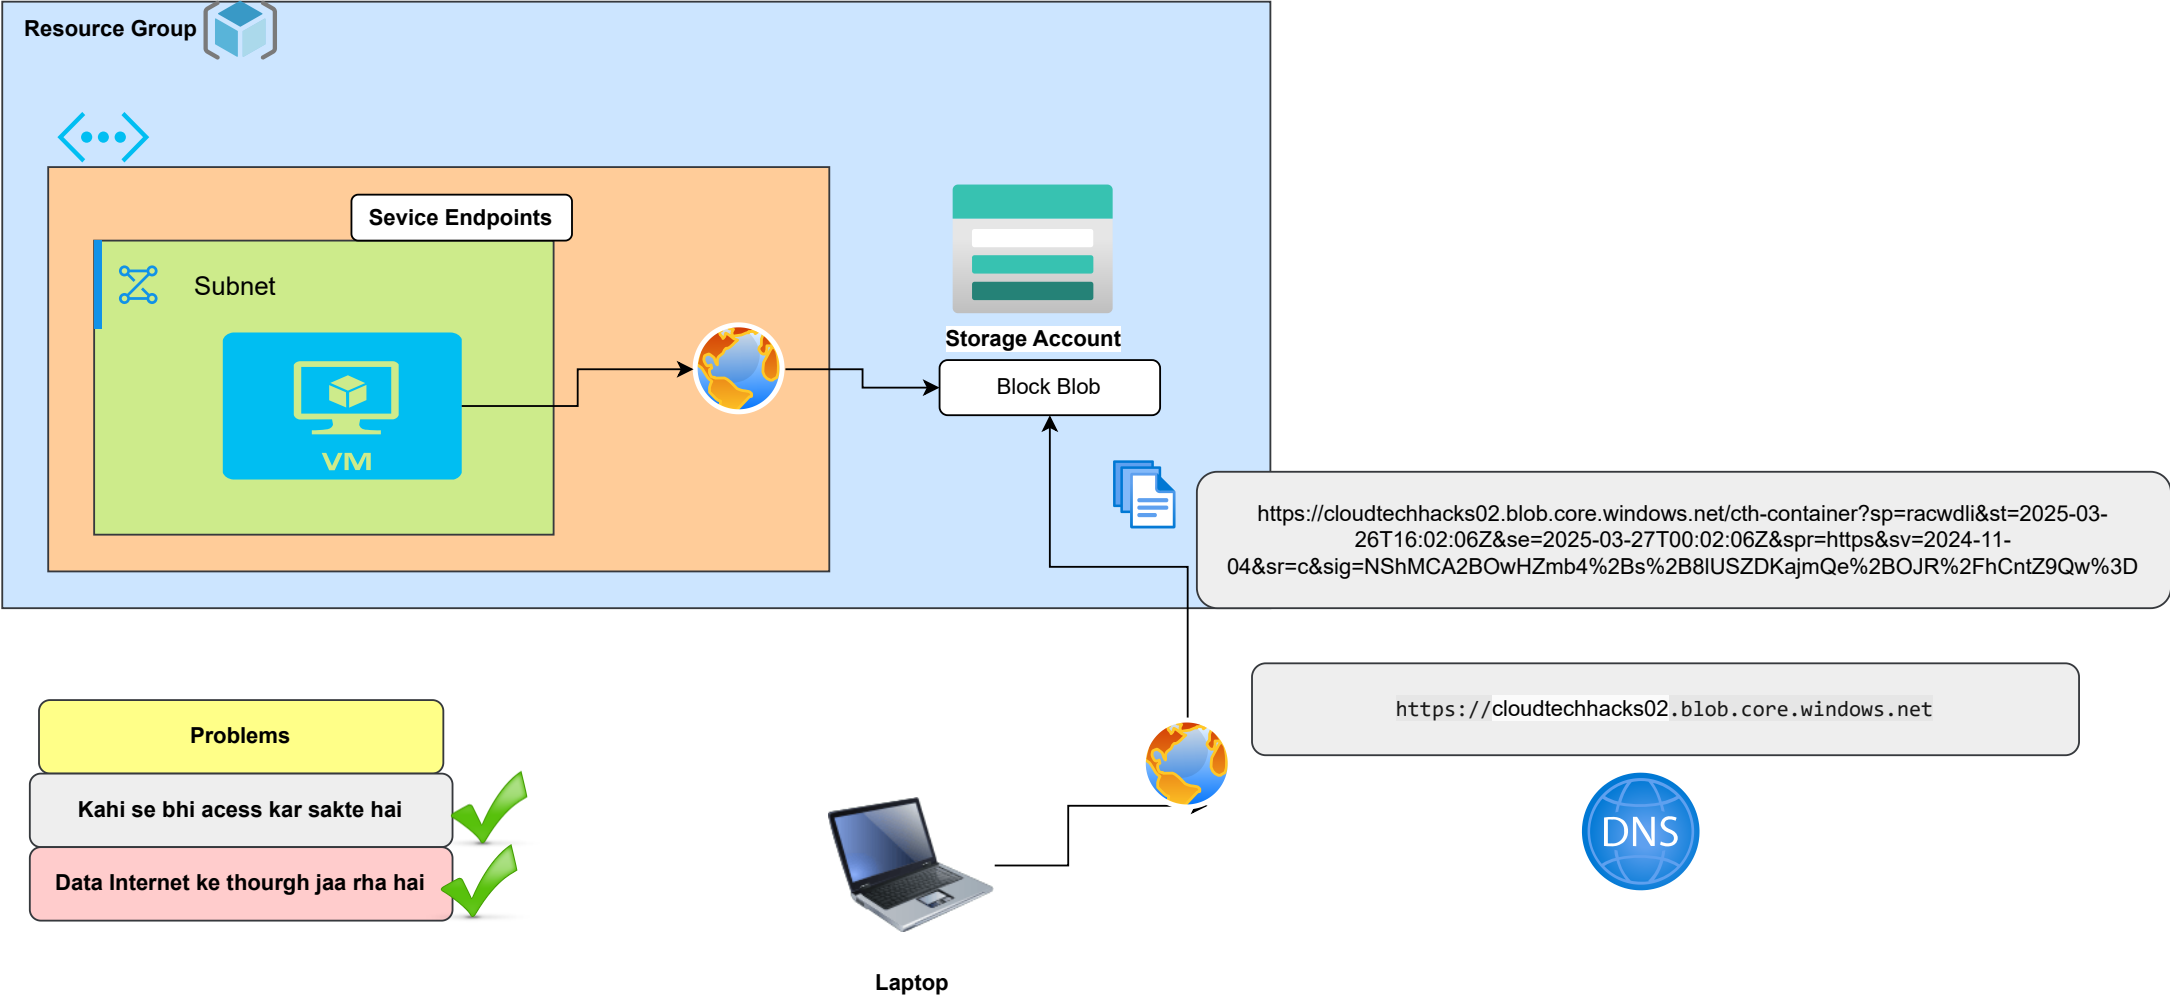 Resource Group
Sevice Endpoints
Subnet
VM
Storage Account
Block Blob
https://cloudtechhacks02.blob.core.windows.net/cth-container?sp=racwdli&st=2025-03-
26T16:02:06Z&se=2025-03-27T00:02:06Z&spr=https&sv=2024-11-
04&sr=c&sig=NShMCA2BOwHZmb4%2Bs%2B8lUSZDKajmQe%2BOJR%2FhCntZ9Qw%3D
https://cloudtechhacks02.blob.core.windows.net
Problems
Kahi se bhi acess kar sakte hai
Data Internet ke thourgh jaa rha hai
DNS
Laptop